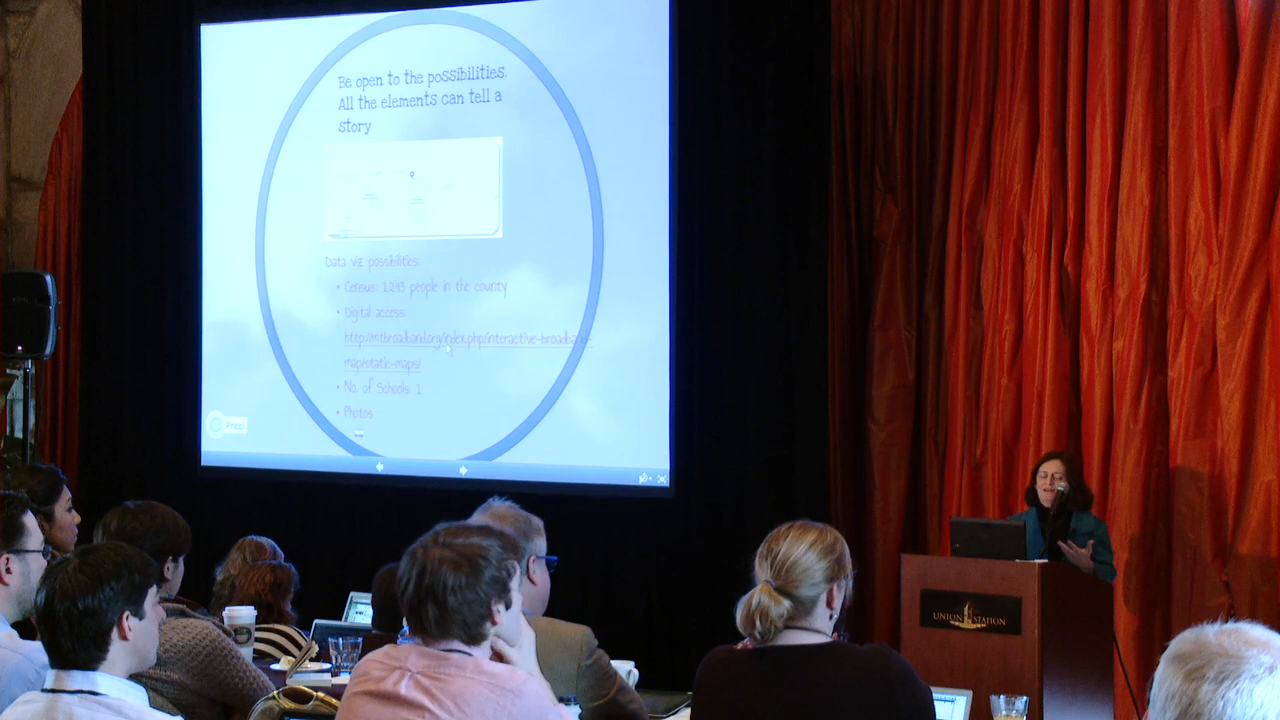 Be open to the possibilities.
All the elements can tell a
story
Data viz possibilities:
• Census: 1,293 people in the county
• Digital access:
http://mtbroadband.org/index.php/interactive-broadband-
map/static-maps/
• No. of Schools: 1
• Photos
Prezi
UNION STATION